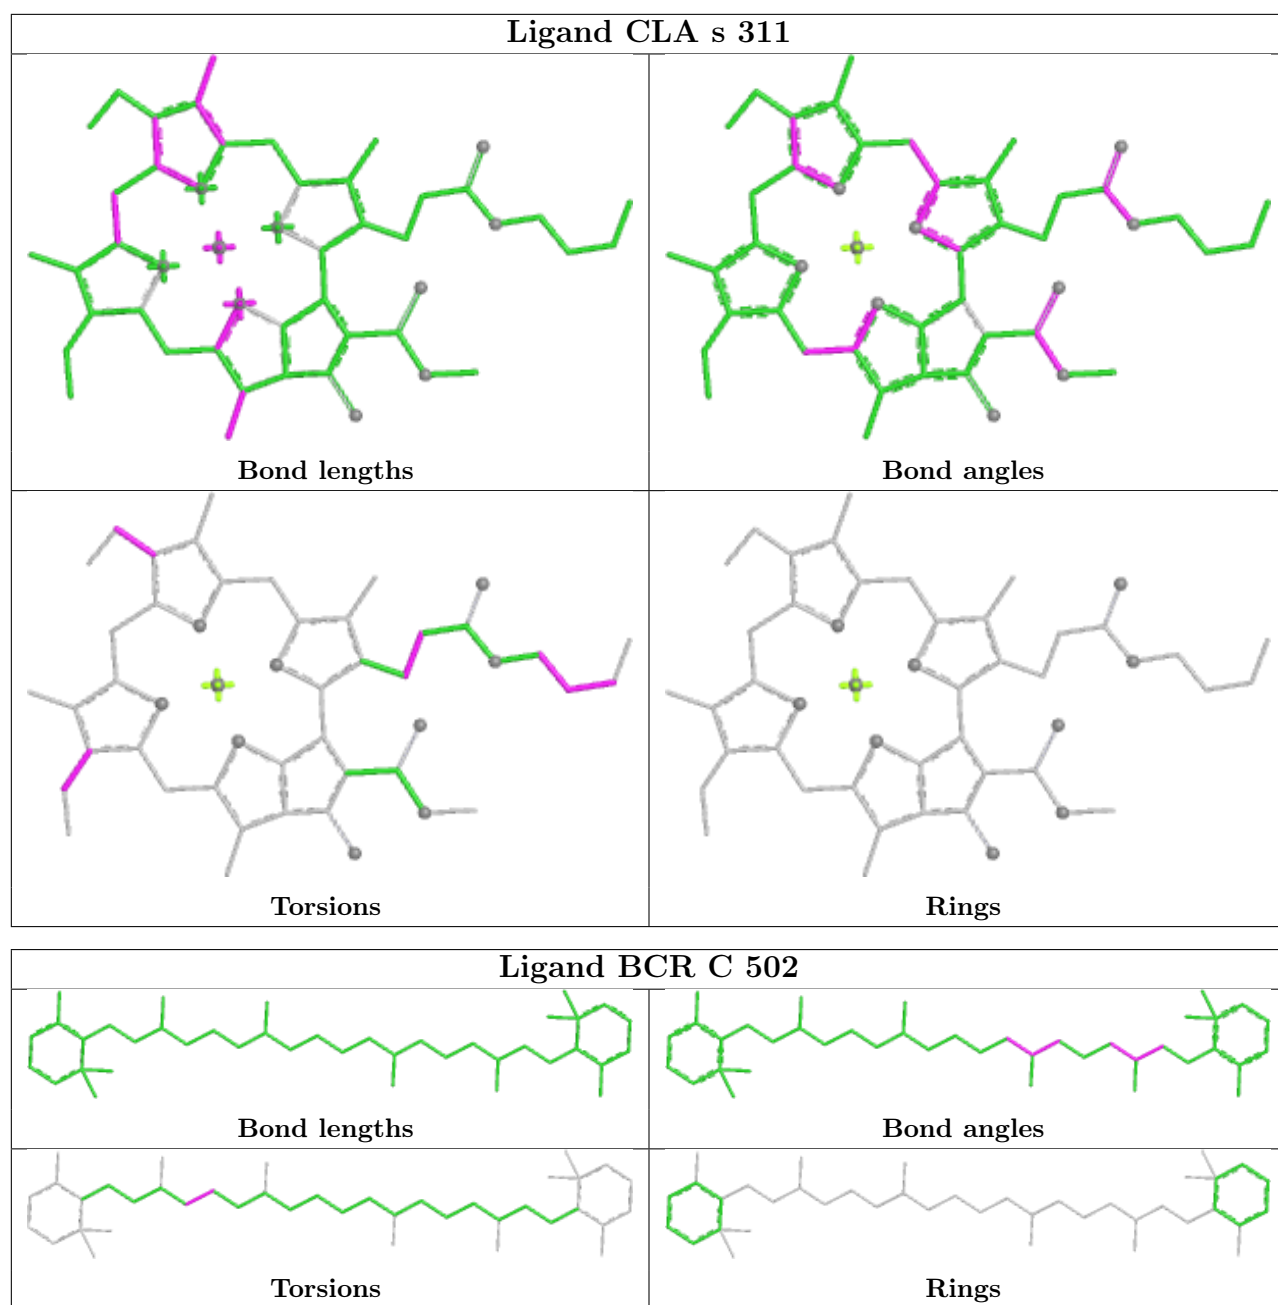 Ligand CLA s 311
Bond lengths
Bond angles
Torsions
Rings
Ligand BCR C 502
Bond lengths
Bond angles
Torsions
Rings